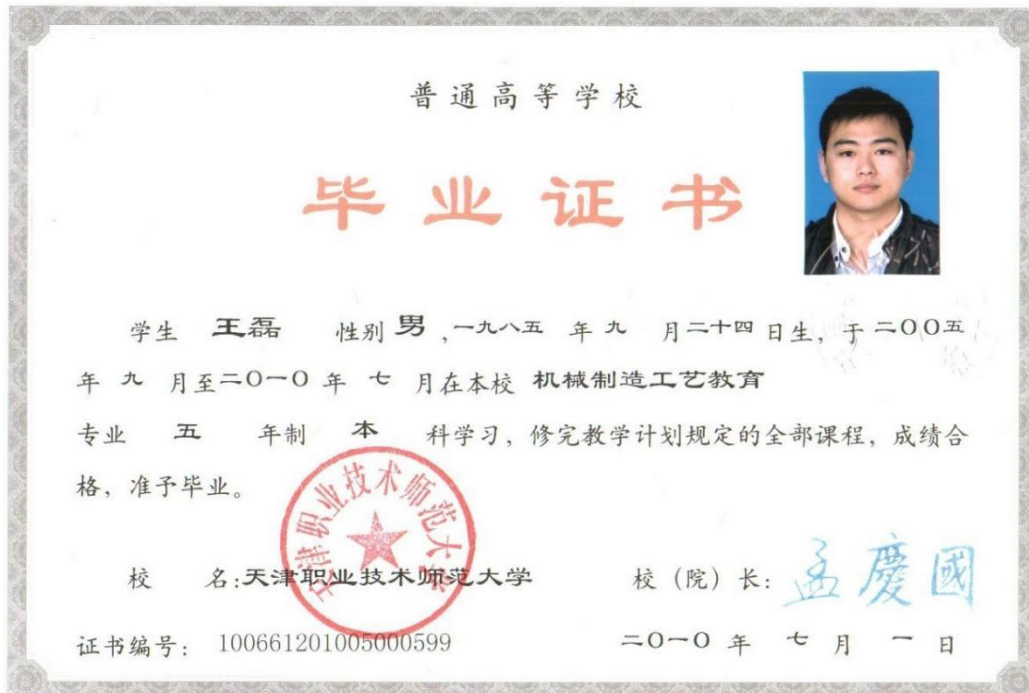 普通高等学校
毕业证书
学生 王磊 性别 男，一九八五 年 九 月二十四日生，于 二〇〇五
年 九 月至二〇一〇 年 七 月在本校 机械制造工艺教育
专业 五 年制 本 科学习，修完教学计划规定的全部课程，成绩合
格，准予毕业。
天津职业技术师范大学
校 名：天津职业技术师范大学 校（院）长：孟慶國
证书编号：100661201005000599 二〇一〇 年 七 月 一 日